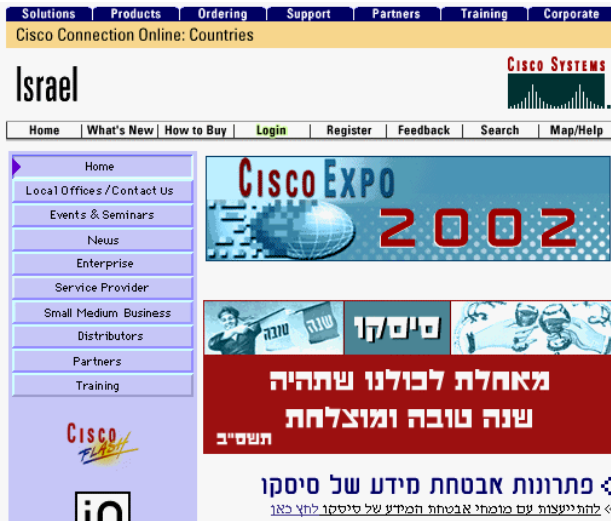 Solutions Products Ordering Support Partners Training Corporate
Cisco Connection Online: Countries
Israel
CISCO SYSTEMS
Home What's New How to Buy Login Register Feedback Search Map/Help
Home
Local Offices / Contact Us
Events & Seminars
News
Enterprise
Service Provider
Small Medium Business
Distributors
Partners
Training
CISCO
FLASH
iQ
CISCO EXPO
2002
שנה טובה
סיסקו
מאחלת לכולנו שתהיה
שנה טובה ומוצלחת
תשס"ב
פתרונות אבטחת מידע של סיסקו
להתייעצות עם מומחי אבטחת המידע של סיסקו לחץ כאן